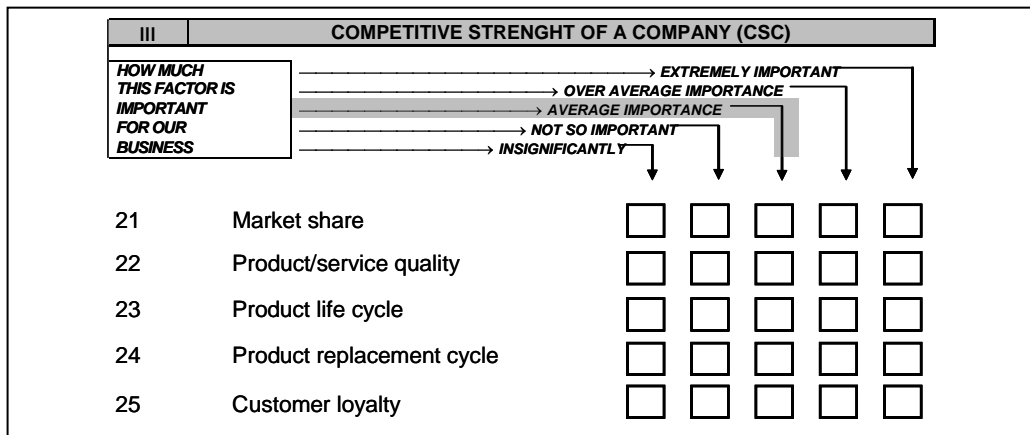 III COMPETITIVE STRENGHT OF A COMPANY (CSC)
HOW MUCH
THIS FACTOR IS
IMPORTANT
FOR OUR
BUSINESS
EXTREMELY IMPORTANT
OVER AVERAGE IMPORTANCE
AVERAGE IMPORTANCE
NOT SO IMPORTANT
INSIGNIFICANTLY
21 Market share
22 Product/service quality
23 Product life cycle
24 Product replacement cycle
25 Customer loyalty